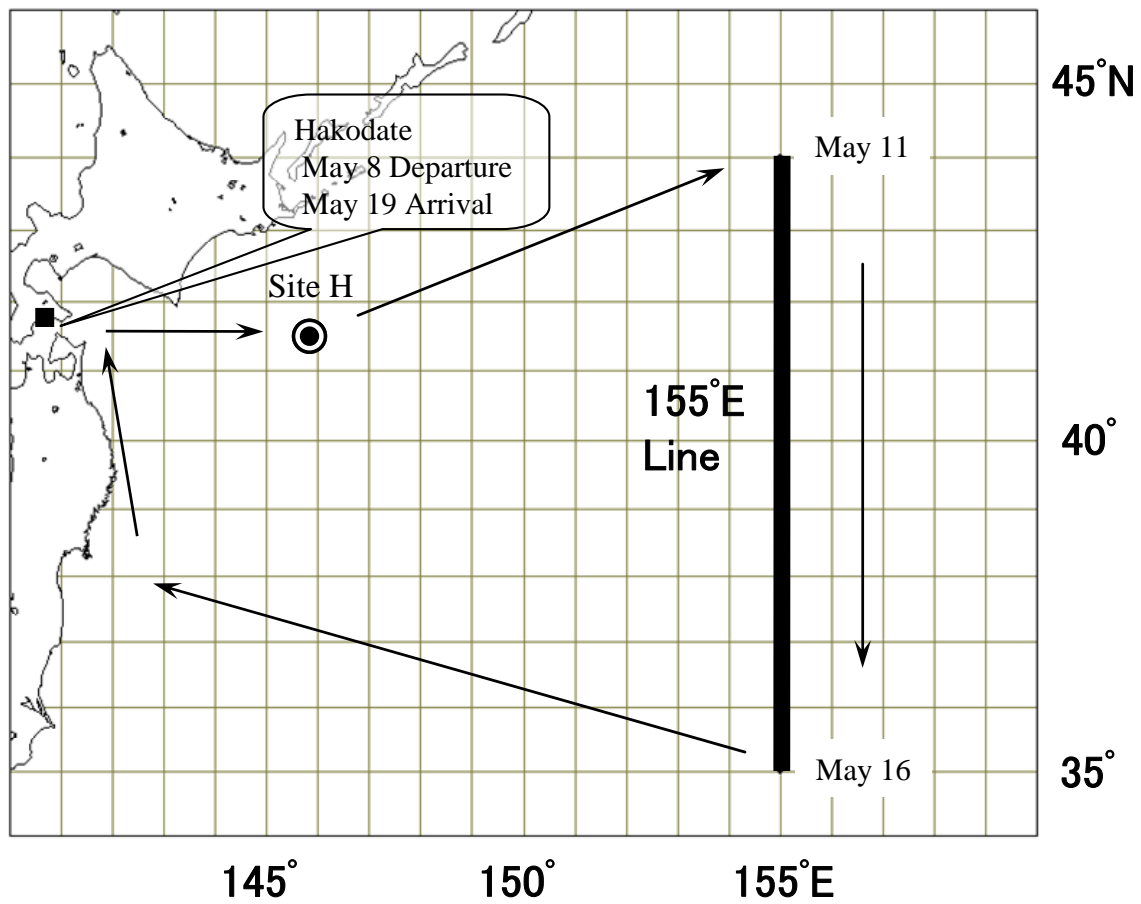 45°N
Hakodate
May 8 Departure
May 19 Arrival
May 11
Site H
155°E
Line
40°
May 16
35°
145°
150°
155°E